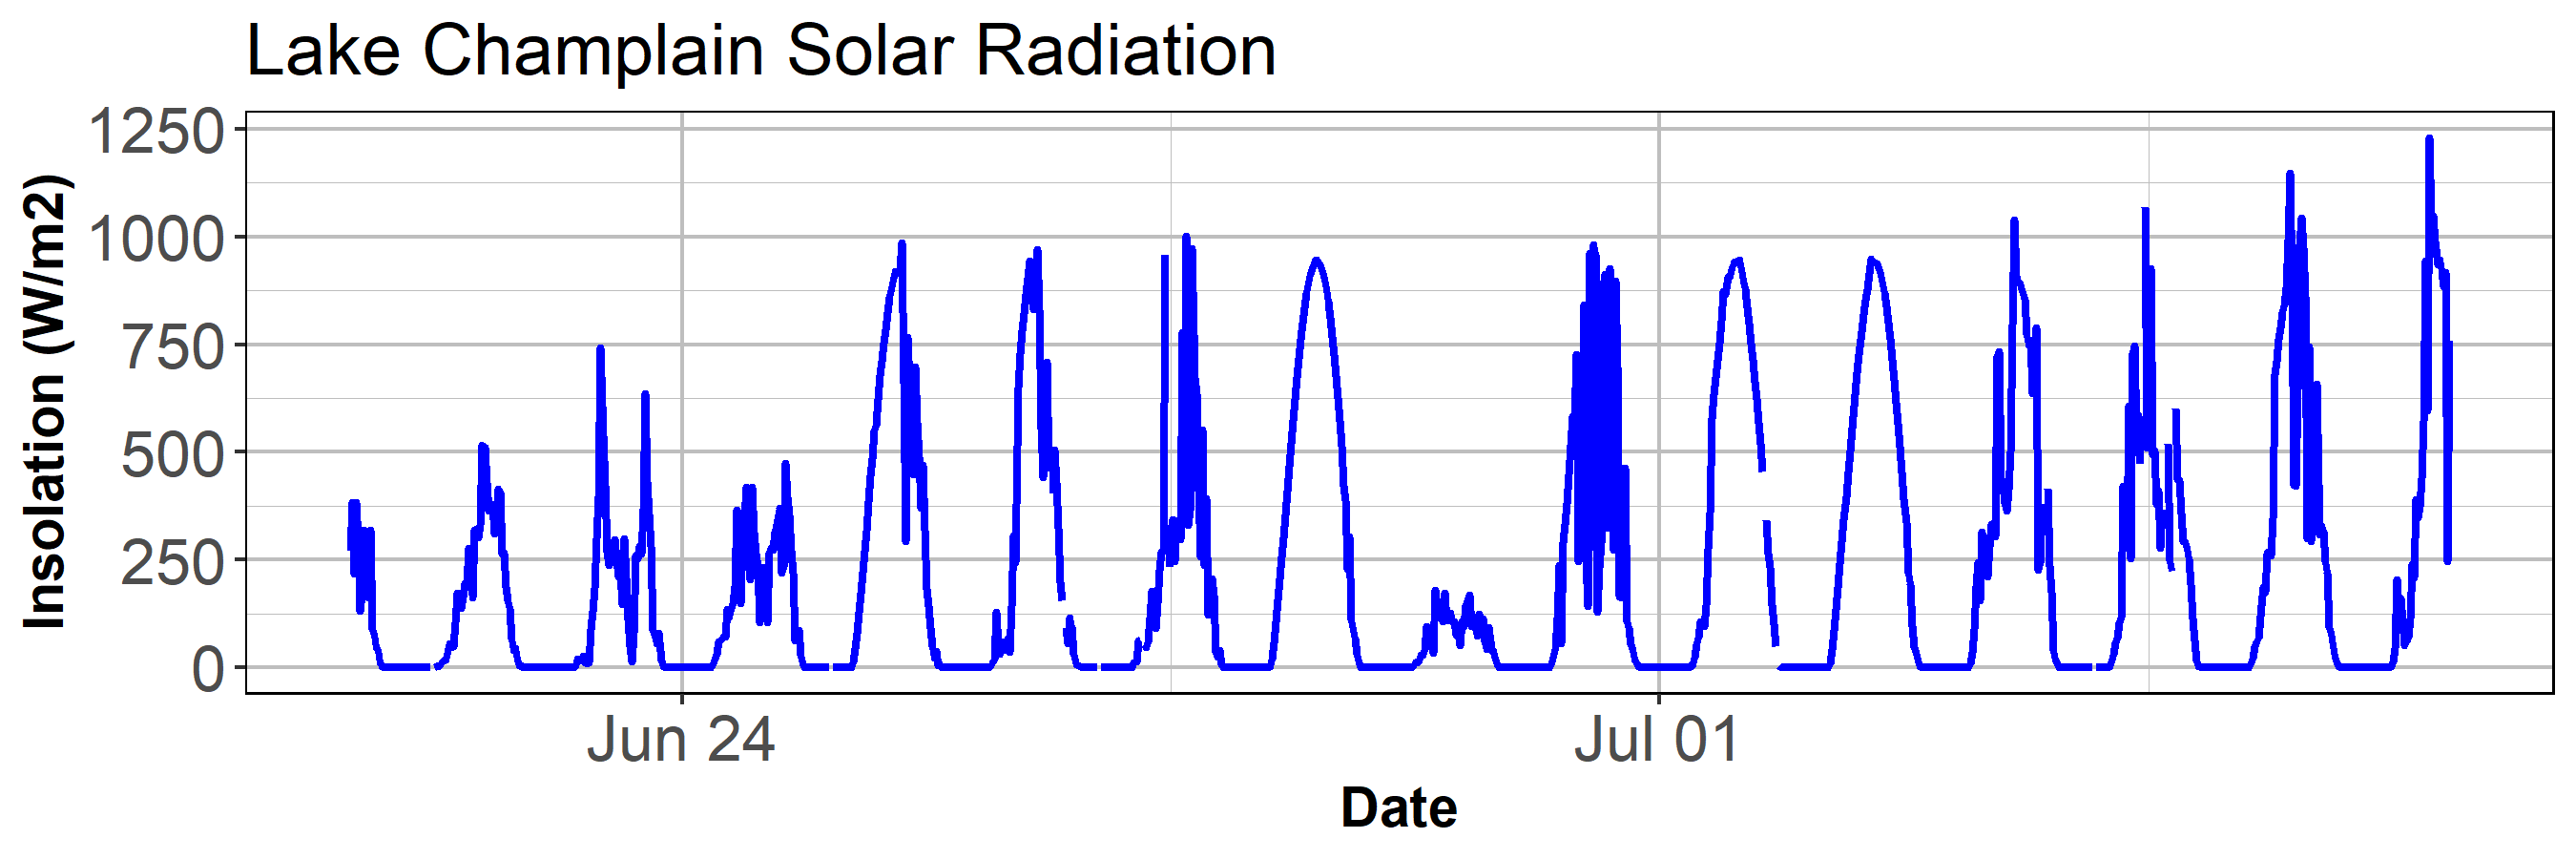 Lake Champlain Solar Radiation
1250
1000
750
500
250
0
Insolation (W/m2)
Jun 24
Jul 01
Date